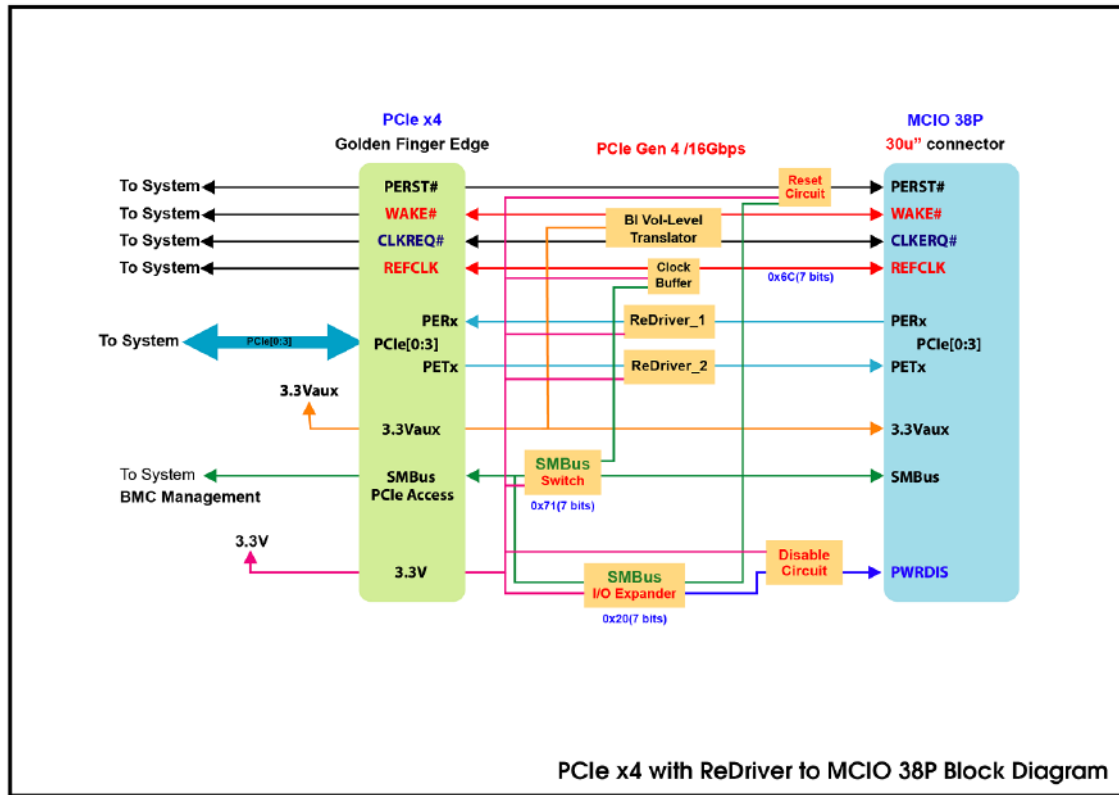 PCIe x4
Golden Finger Edge
PCIe Gen 4 /16Gbps
MCIO 38P
30u” connector
To System
PERST#
Reset
Circuit
PERST#
To System
WAKE#
BI Vol-Level
Translator
WAKE#
To System
CLKREQ#
CLKERQ#
To System
REFCLK
Clock
Buffer
0x6C(7 bits)
REFCLK
PERx
ReDriver_1
PERx
To System
PCIe[0:3]
PCIe[0:3]
PCIe[0:3]
PETx
ReDriver_2
PETx
3.3Vaux
3.3Vaux
3.3Vaux
To System
BMC Management
SMBus
PCIe Access
SMBus
Switch
0x71(7 bits)
SMBus
3.3V
3.3V
SMBus
I/O Expander
0x20(7 bits)
Disable
Circuit
PWRDIS
PCIe x4 with ReDriver to MCIO 38P Block Diagram